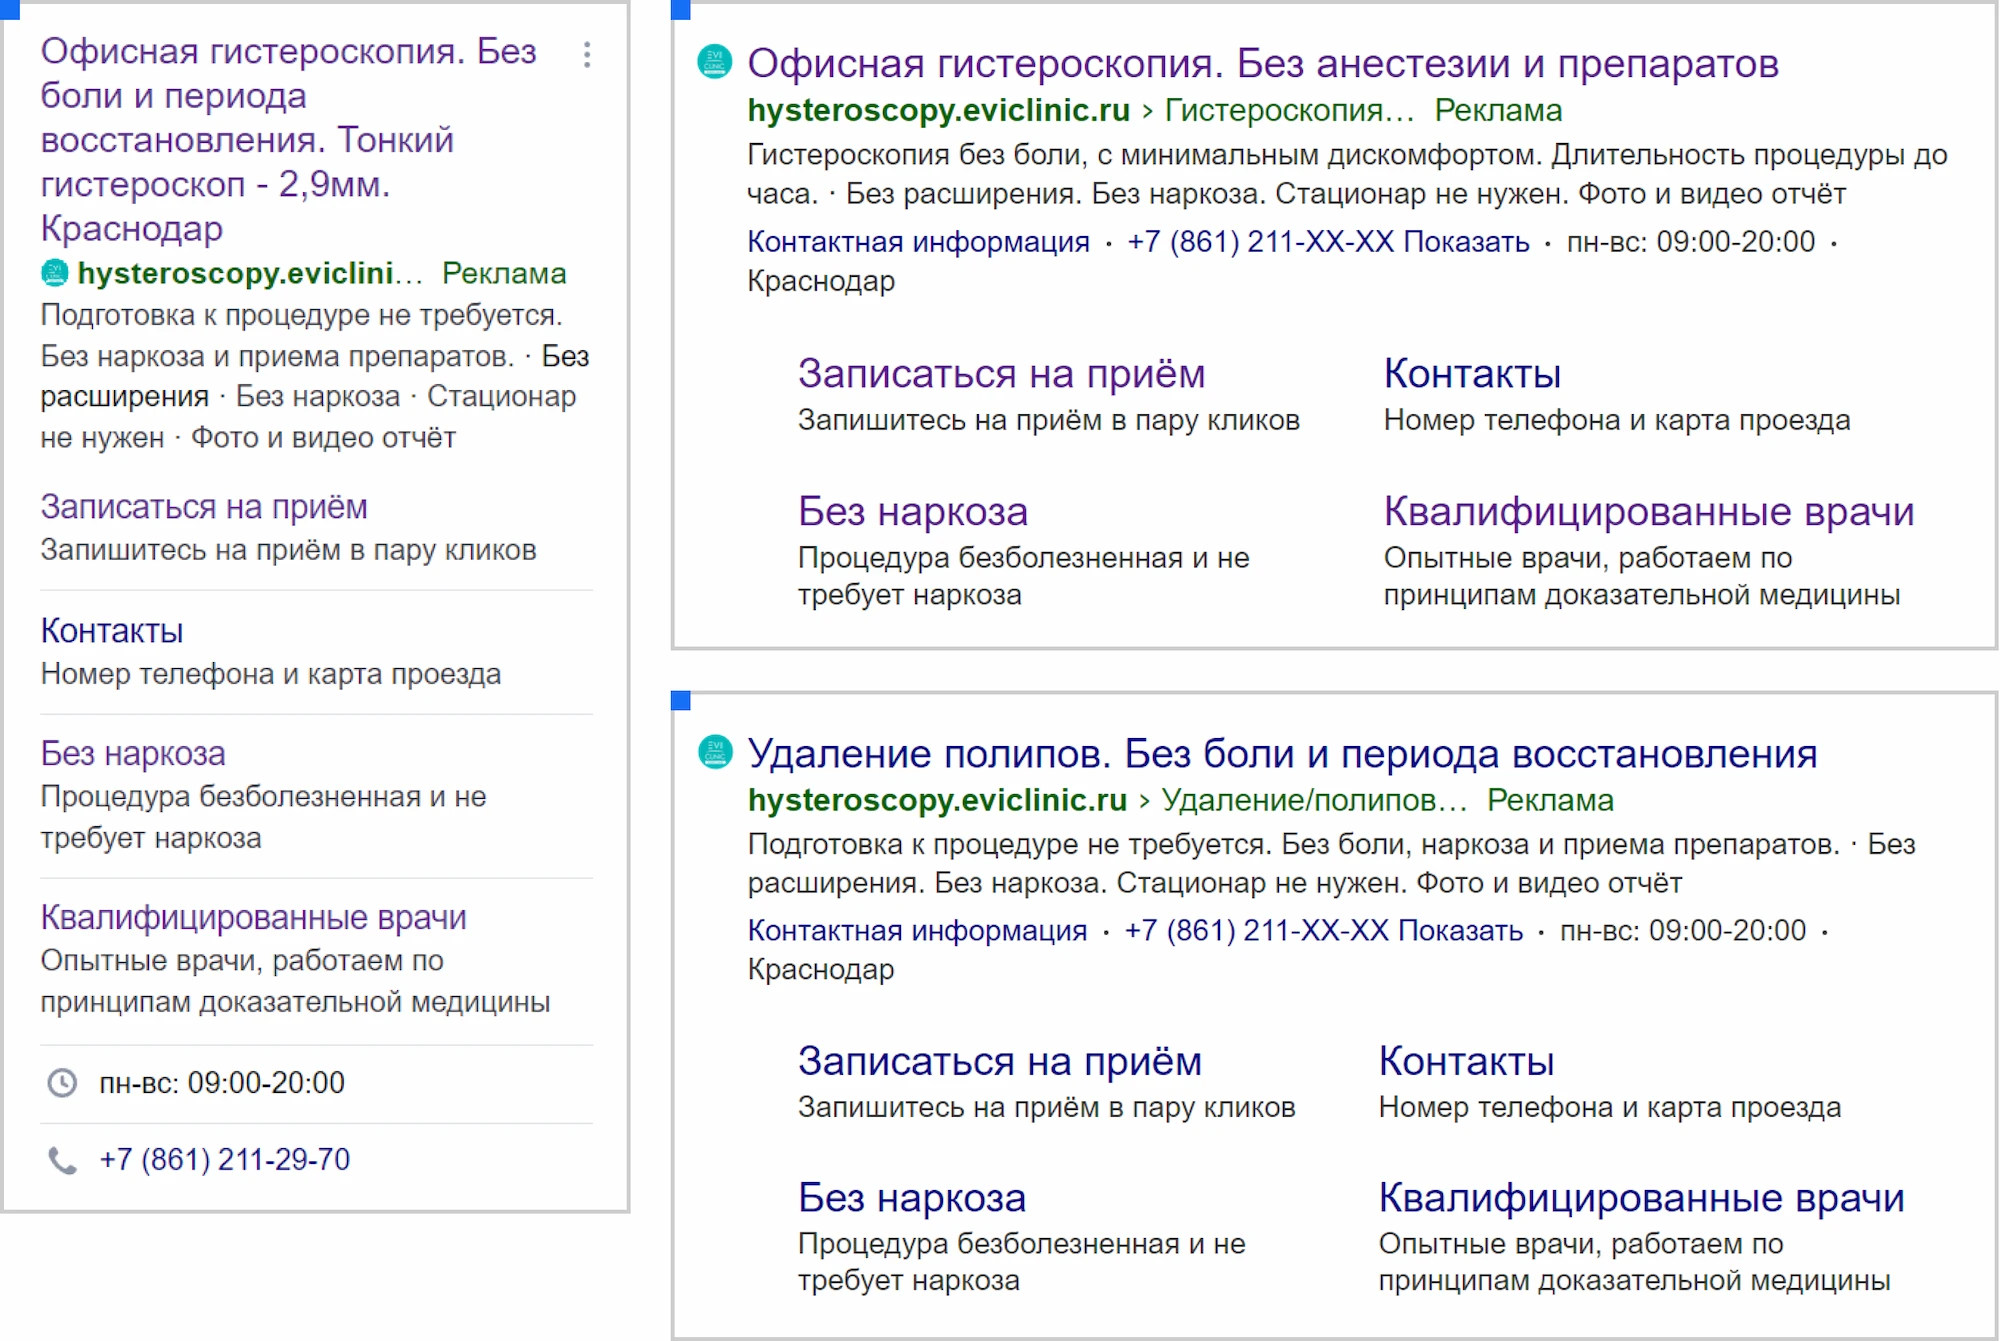 Офисная гистероскопия. Без
боли и периода
восстановления. Тонкий
гистероскоп - 2,9мм.
Краснодар
hysteroscopy.eviclini… Реклама
Подготовка к процедуре не требуется.
Без наркоза и приема препаратов. · Без
расширения · Без наркоза · Стационар
не нужен · Фото и видео отчёт
Записаться на приём
Запишитесь на приём в пару кликов
Контакты
Номер телефона и карта проезда
Без наркоза
Процедура безболезненная и не
требует наркоза
Квалифицированные врачи
Опытные врачи, работаем по
принципам доказательной медицины
пн-вс: 09:00-20:00
+7 (861) 211-29-70
EVI
CLINIC
Офисная гистероскопия. Без анестезии и препаратов
hysteroscopy.eviclinic.ru › Гистероскопия… Реклама
Гистероскопия без боли, с минимальным дискомфортом. Длительность процедуры до
часа. · Без расширения. Без наркоза. Стационар не нужен. Фото и видео отчёт
Контактная информация · +7 (861) 211-XX-XX Показать · пн-вс: 09:00-20:00 ·
Краснодар
Записаться на приём
Запишитесь на приём в пару кликов
Контакты
Номер телефона и карта проезда
Без наркоза
Процедура безболезненная и не
требует наркоза
Квалифицированные врачи
Опытные врачи, работаем по
принципам доказательной медицины
EVI
CLINIC
Удаление полипов. Без боли и периода восстановления
hysteroscopy.eviclinic.ru › Удаление/полипов… Реклама
Подготовка к процедуре не требуется. Без боли, наркоза и приема препаратов. · Без
расширения. Без наркоза. Стационар не нужен. Фото и видео отчёт
Контактная информация · +7 (861) 211-XX-XX Показать · пн-вс: 09:00-20:00 ·
Краснодар
Записаться на приём
Запишитесь на приём в пару кликов
Контакты
Номер телефона и карта проезда
Без наркоза
Процедура безболезненная и не
требует наркоза
Квалифицированные врачи
Опытные врачи, работаем по
принципам доказательной медицины